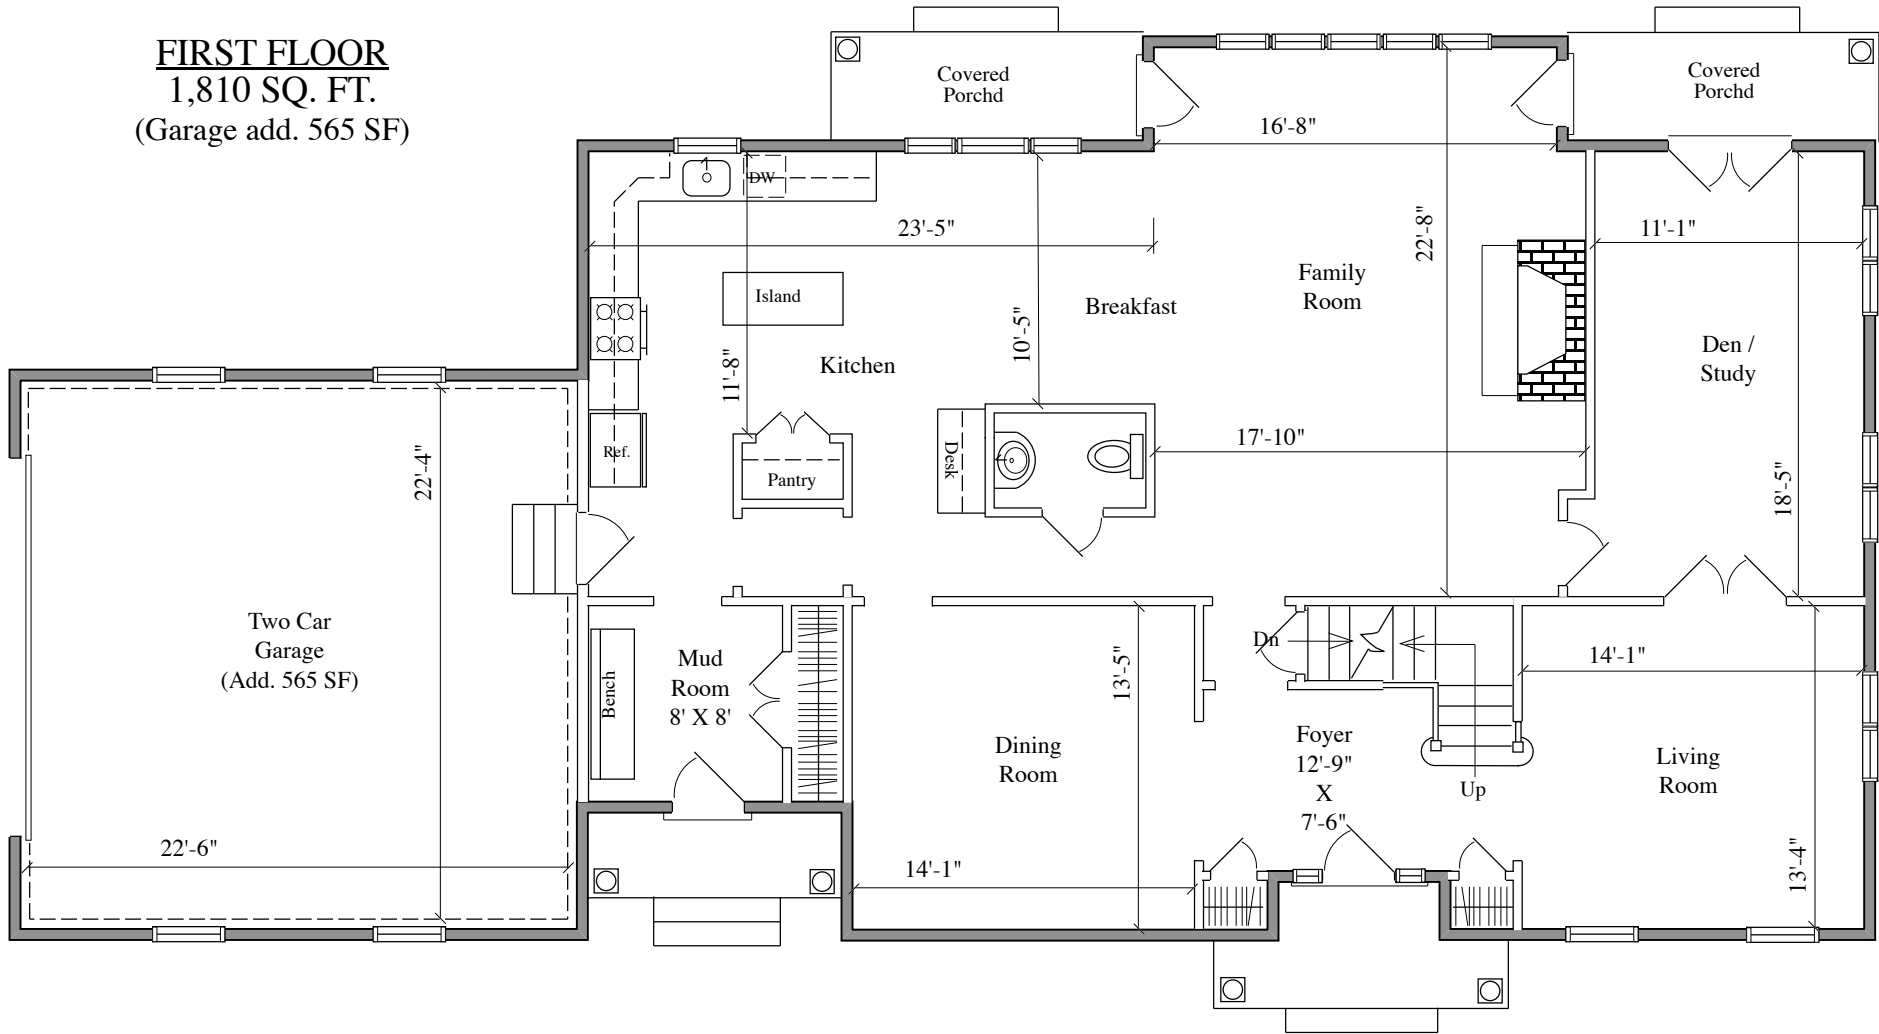 FIRST FLOOR
1,810 SQ. FT.
(Garage add. 565 SF)
Covered
Porchd
Covered
Porchd
16'-8"
DW
23'-5"
22'-8"
11'-1"
Island
Family
Room
Breakfast
10'-5"
Kitchen
11'-8"
Den /
Study
17'-10"
Ref.
Desk
Pantry
22'-4"
18'-5"
Two Car
Garage
(Add. 565 SF)
Dn
Mud
Room
8' X 8'
Bench
13'-5"
14'-1"
Dining
Room
Foyer
12'-9"
X
7'-6"
Up
Living
Room
22'-6"
14'-1"
13'-4"